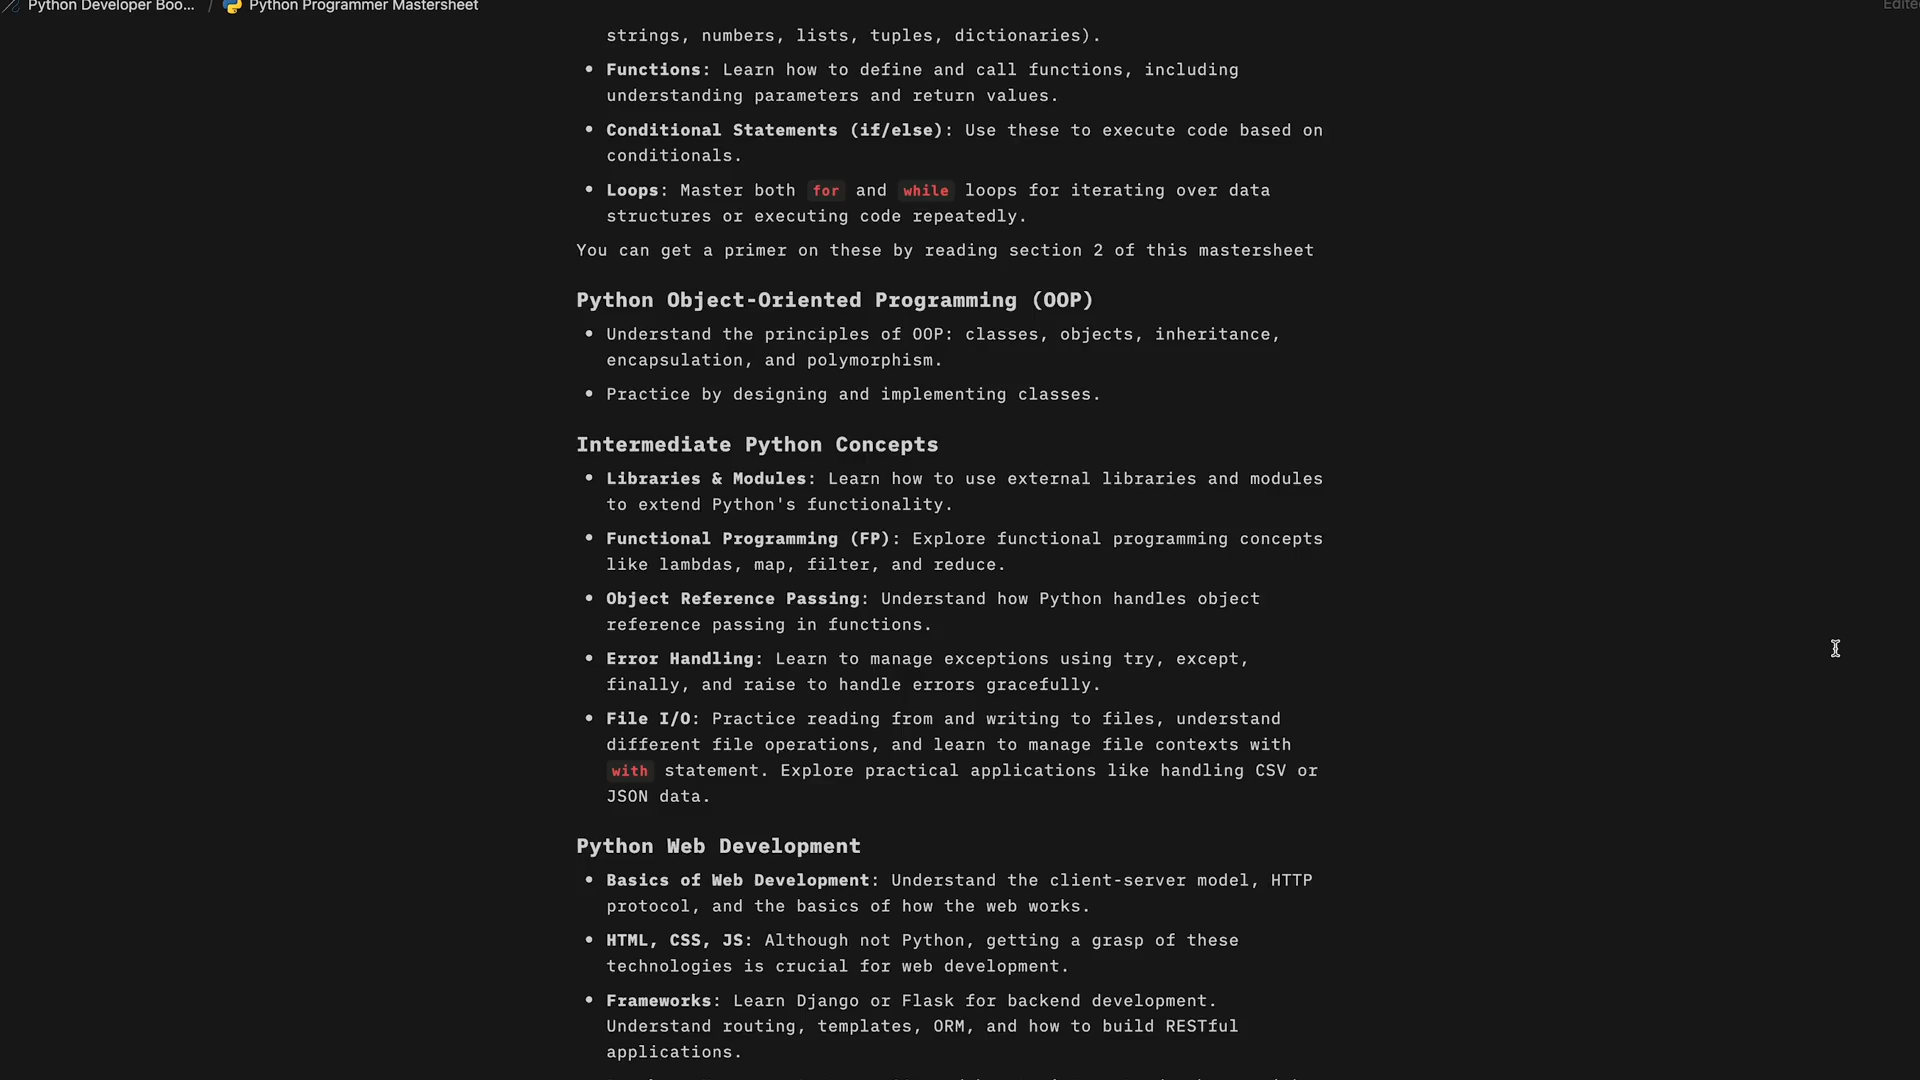 Python Developer Boo... / Python Programmer Mastersheet
strings, numbers, lists, tuples, dictionaries).
• Functions: Learn how to define and call functions, including
understanding parameters and return values.
• Conditional Statements (if/else): Use these to execute code based on
conditionals.
• Loops: Master both for and while loops for iterating over data
structures or executing code repeatedly.
You can get a primer on these by reading section 2 of this mastersheet
Python Object-Oriented Programming (OOP)
• Understand the principles of OOP: classes, objects, inheritance,
encapsulation, and polymorphism.
• Practice by designing and implementing classes.
Intermediate Python Concepts
• Libraries & Modules: Learn how to use external libraries and modules
to extend Python's functionality.
• Functional Programming (FP): Explore functional programming concepts
like lambdas, map, filter, and reduce.
• Object Reference Passing: Understand how Python handles object
reference passing in functions.
• Error Handling: Learn to manage exceptions using try, except,
finally, and raise to handle errors gracefully.
• File I/O: Practice reading from and writing to files, understand
different file operations, and learn to manage file contexts with
with statement. Explore practical applications like handling CSV or
JSON data.
Python Web Development
• Basics of Web Development: Understand the client-server model, HTTP
protocol, and the basics of how the web works.
• HTML, CSS, JS: Although not Python, getting a grasp of these
technologies is crucial for web development.
• Frameworks: Learn Django or Flask for backend development.
Understand routing, templates, ORM, and how to build RESTful
applications.